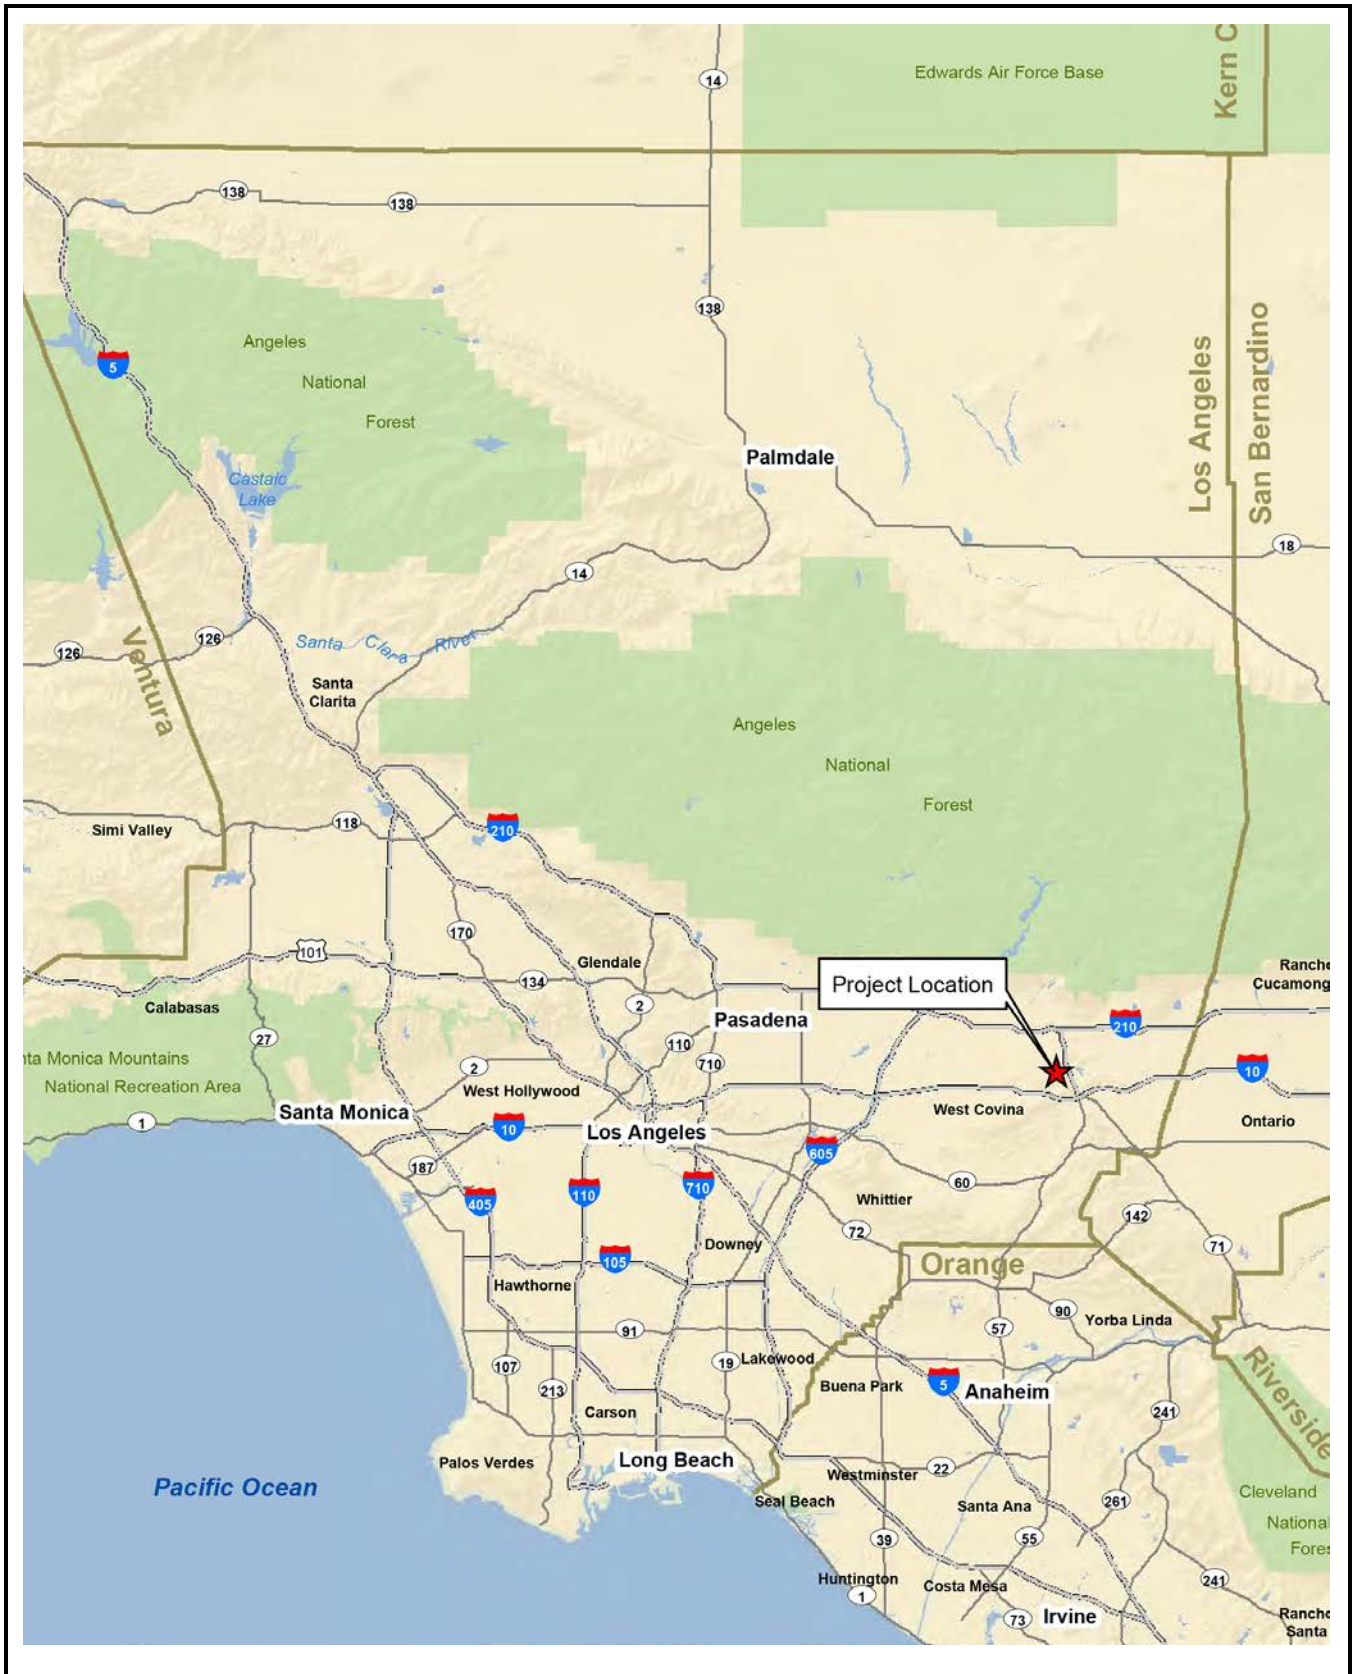 Edwards Air Force Base
Kern C
14
138
138
138
Los Angeles
San Bernardino
Angeles
National
Forest
5
Palmdale
Castaic
Lake
18
14
Santa Clara River
126
126
Ventura
Santa
Clarita
Angeles
National
Forest
118
Simi Valley
210
170
101
134
Glendale
2
Project Location
Ranche
Cucamong
Calabasas
27
Pasadena
110
710
210
10
nta Monica Mountains
National Recreation Area
2
West Hollywood
1
Santa Monica
10
Los Angeles
West Covina
Ontario
605
187
405
110
710
60
Whittier
142
72
71
Downey
105
Orange
Hawthorne
90
Yorba Linda
57
91
107
213
19
Lakewood
Buena Park
5
Anaheim
Riverside
Carson
241
Palos Verdes
Long Beach
Westminster
22
Pacific Ocean
Seal Beach
Santa Ana
261
Cleveland
National
Fores
39
55
Huntington
1
Costa Mesa
241
73
Irvine
Rancho
Santa